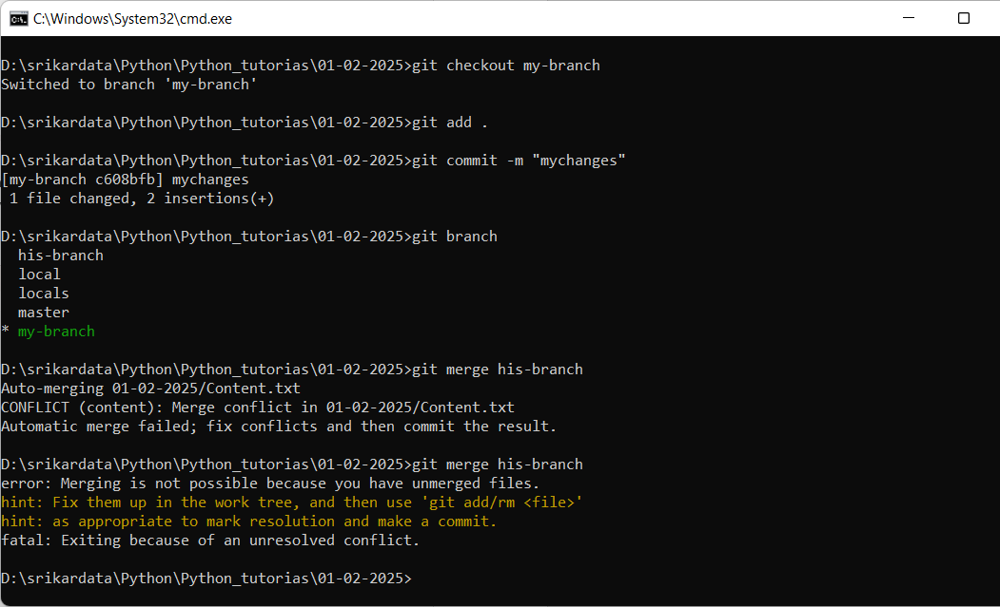 C:\Windows\System32\cmd.exe
D:\srikardata\Python\Python_tutorias\01-02-2025>git checkout my-branch
Switched to branch 'my-branch'
D:\srikardata\Python\Python_tutorias\01-02-2025>git add .
D:\srikardata\Python\Python_tutorias\01-02-2025>git commit -m "mychanges"
[my-branch c608bfb] mychanges
 1 file changed, 2 insertions(+)
D:\srikardata\Python\Python_tutorias\01-02-2025>git branch
  his-branch
  local
  locals
  master
* my-branch
D:\srikardata\Python\Python_tutorias\01-02-2025>git merge his-branch
Auto-merging 01-02-2025/Content.txt
CONFLICT (content): Merge conflict in 01-02-2025/Content.txt
Automatic merge failed; fix conflicts and then commit the result.
D:\srikardata\Python\Python_tutorias\01-02-2025>git merge his-branch
error: Merging is not possible because you have unmerged files.
hint: Fix them up in the work tree, and then use 'git add/rm <file>'
hint: as appropriate to mark resolution and make a commit.
fatal: Exiting because of an unresolved conflict.
D:\srikardata\Python\Python_tutorias\01-02-2025>